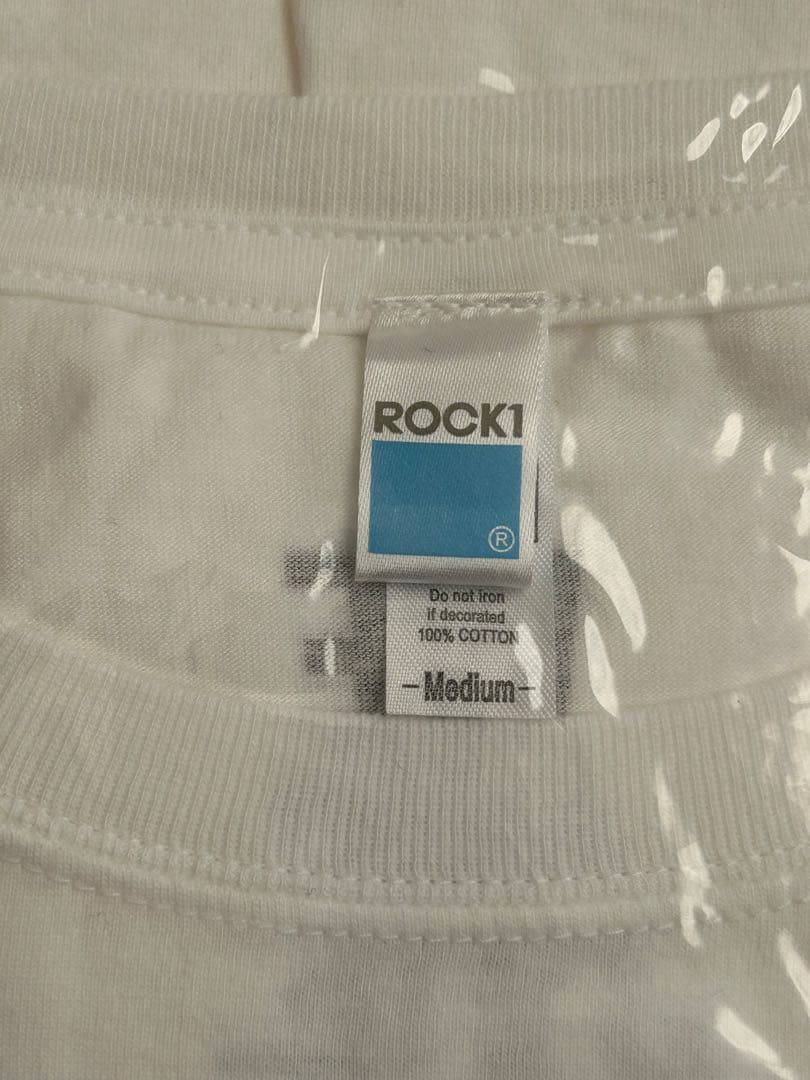 ROCK1
®
Do not iron
if decorated
100% COTTON
- Medium -